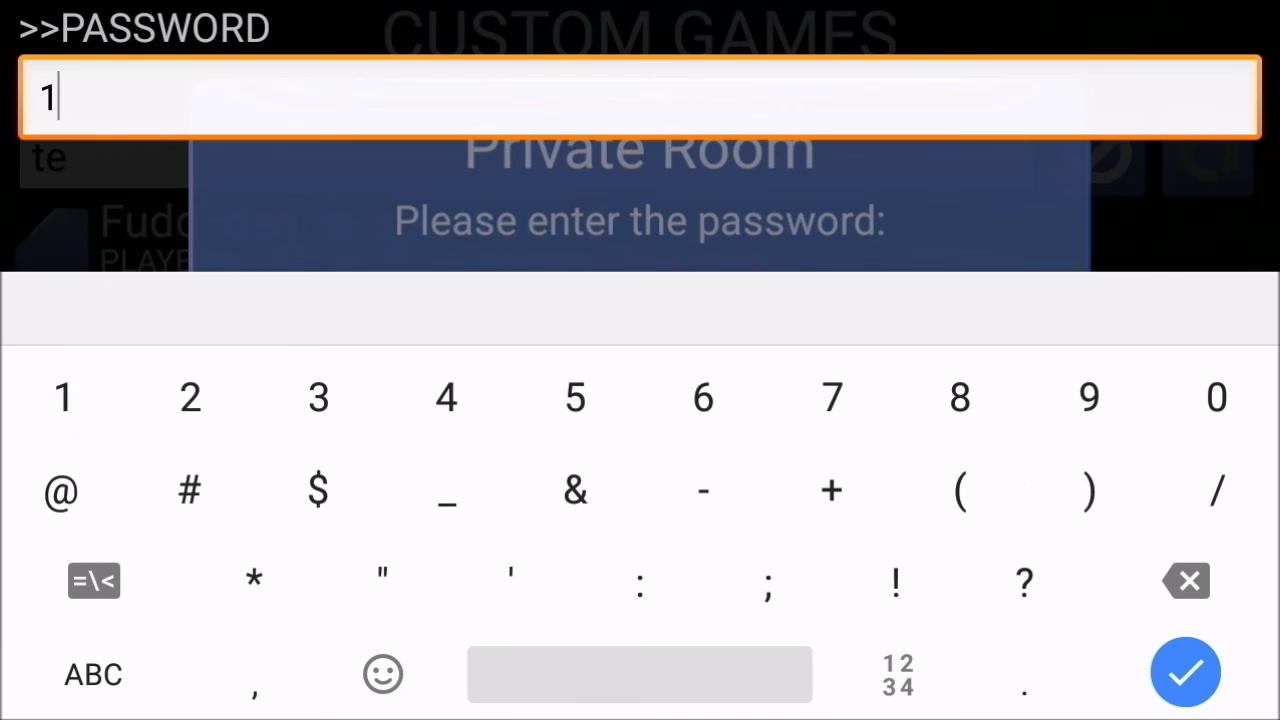 >>PASSWORD
CUSTOM GAMES
1
te
Private Room
Please enter the password:
PLAYE
1 2 3 4 5 6 7 8 9 0
@ # $ _ & - + ( ) /
=\< * " ' : ; ! ?
ABC , 12 34 .